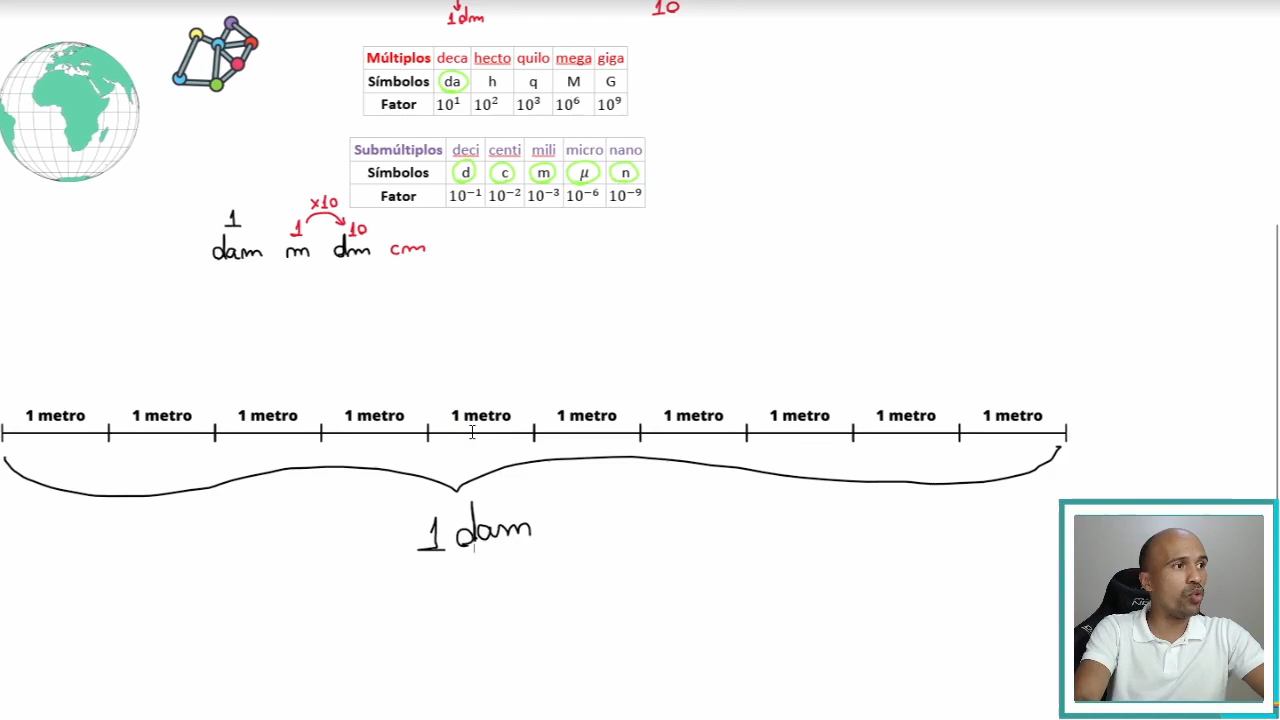 1dm
10
Múltiplos deca hecto quilo mega giga
Símbolos da h q M G
Fator 10¹ 10² 10³ 10⁶ 10⁹
Submúltiplos deci centi mili micro nano
Símbolos d c m μ n
Fator 10⁻¹ 10⁻² 10⁻³ 10⁻⁶ 10⁻⁹
x10
1 1 10
dam m dm cm
1 metro 1 metro 1 metro 1 metro 1 metro 1 metro 1 metro 1 metro 1 metro 1 metro
1 dam